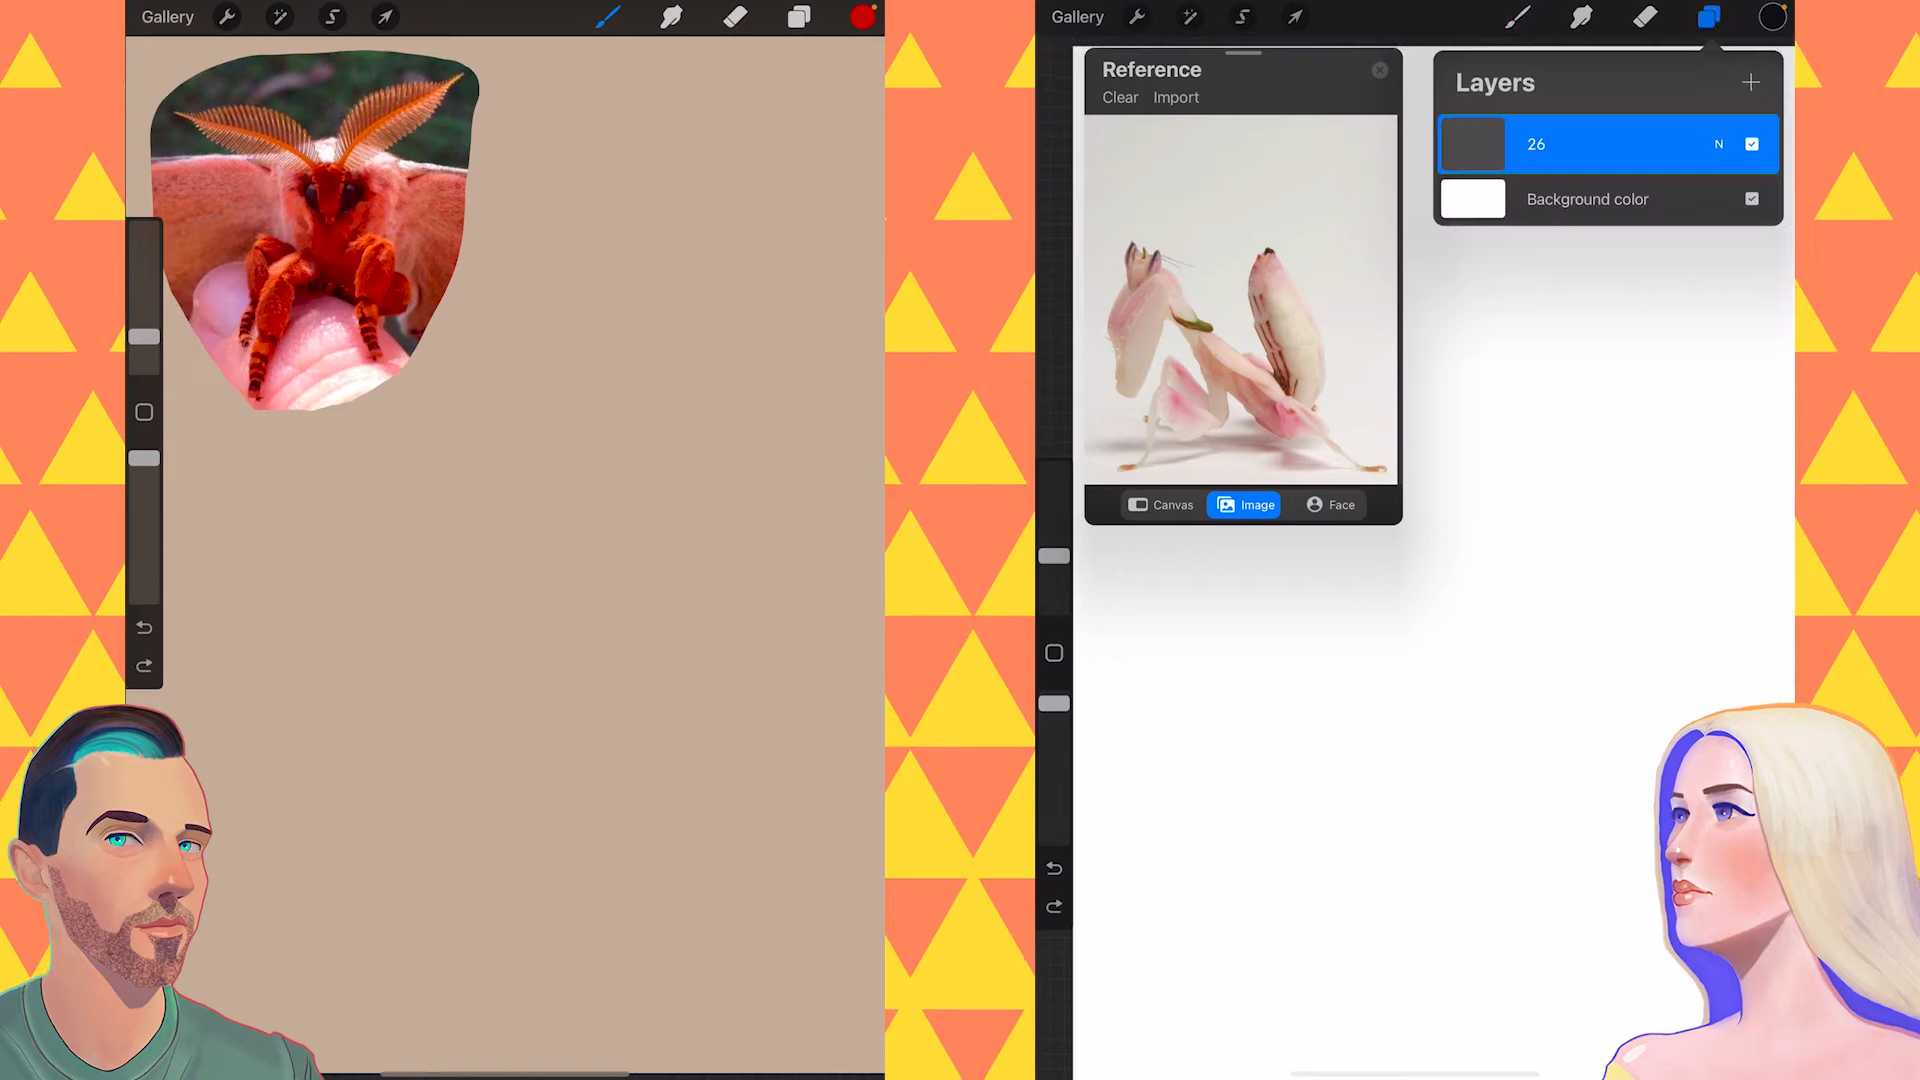 Gallery
Gallery
Reference
Clear Import
Layers
26 N
Background color
Canvas Image Face